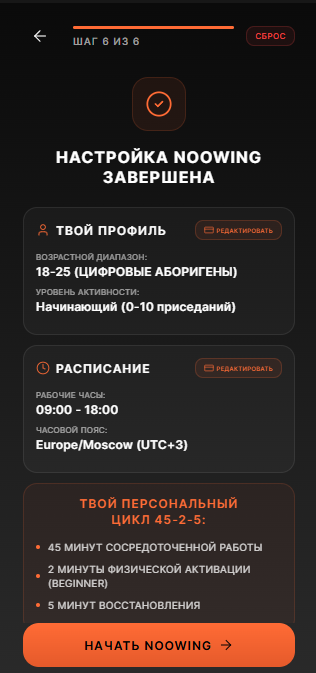 ШАГ 6 ИЗ 6
СБРОС
НАСТРОЙКА NOOWING
ЗАВЕРШЕНА
ТВОЙ ПРОФИЛЬ
РЕДАКТИРОВАТЬ
ВОЗРАСТНОЙ ДИАПАЗОН:
18-25 (ЦИФРОВЫЕ АБОРИГЕНЫ)
УРОВЕНЬ АКТИВНОСТИ:
Начинающий (0-10 приседаний)
РАСПИСАНИЕ
РЕДАКТИРОВАТЬ
РАБОЧИЕ ЧАСЫ:
09:00 - 18:00
ЧАСОВОЙ ПОЯС:
Europe/Moscow (UTC+3)
ТВОЙ ПЕРСОНАЛЬНЫЙ
ЦИКЛ 45-2-5:
45 МИНУТ СОСРЕДОТОЧЕННОЙ РАБОТЫ
2 МИНУТЫ ФИЗИЧЕСКОЙ АКТИВАЦИИ
(BEGINNER)
5 МИНУТ ВОССТАНОВЛЕНИЯ
НАЧАТЬ NOOWING →